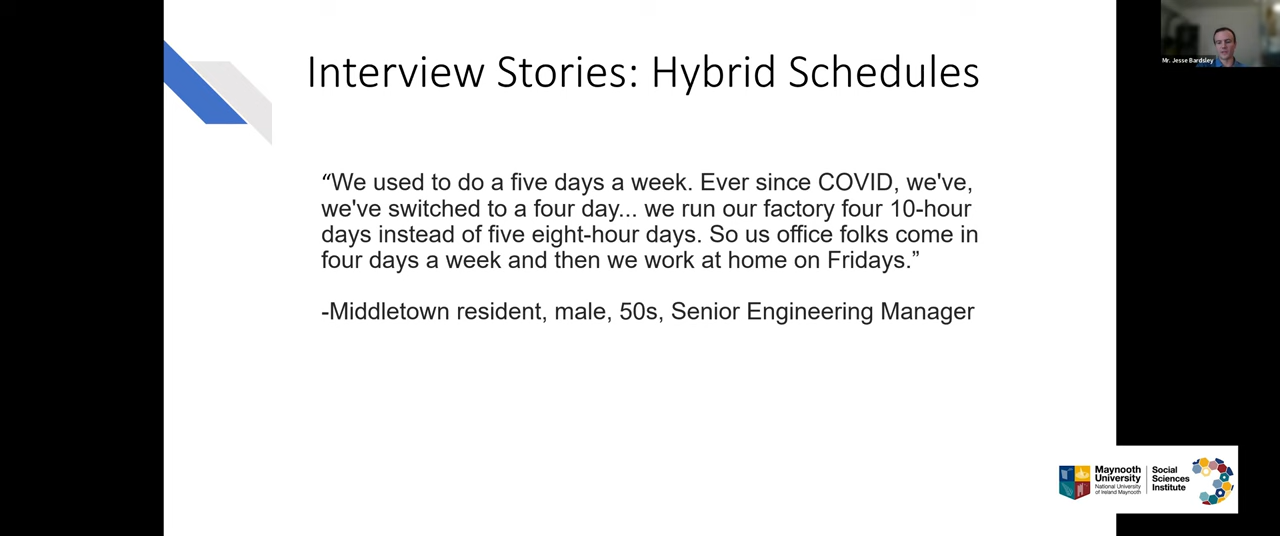 Interview Stories: Hybrid Schedules
Mr. Jesse Bardsley
“We used to do a five days a week. Ever since COVID, we've,
we've switched to a four day... we run our factory four 10-hour
days instead of five eight-hour days. So us office folks come in
four days a week and then we work at home on Fridays.”
-Middletown resident, male, 50s, Senior Engineering Manager
Maynooth
University
National University
of Ireland Maynooth
Social
Sciences
Institute